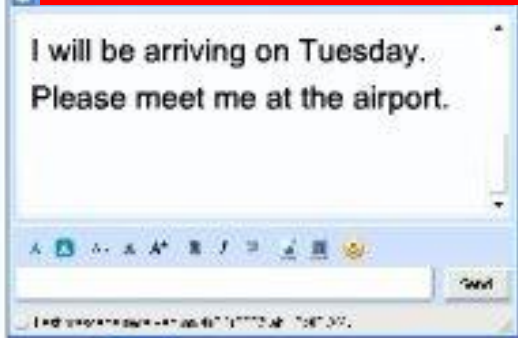 I will be arriving on Tuesday.
Please meet me at the airport.
Send